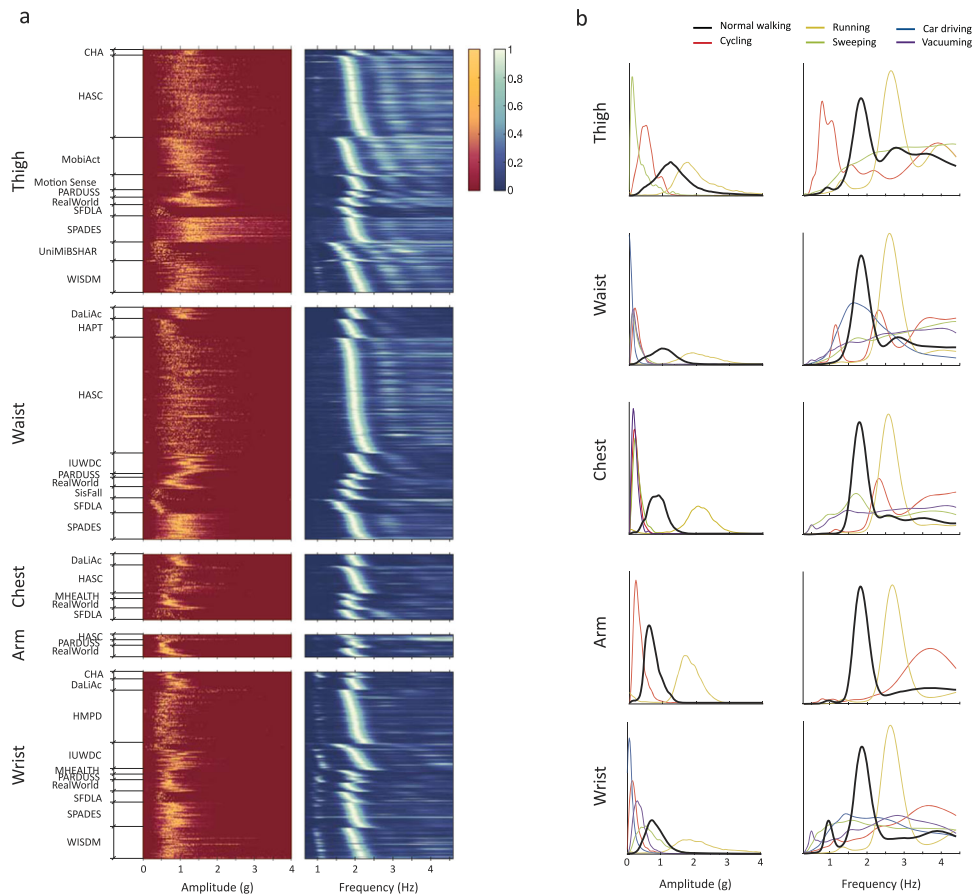 a
Thigh
CHA
HASC
MobiAct
Motion Sense
PARDUSS
RealWorld
SFDLA
SPADES
UniMiBSHAR
WISDM
1
0.8
0.6
0.4
0.2
0
Waist
DaLiAc
HAPT
HASC
IUWDC
PARDUSS
RealWorld
SisFall
SFDLA
SPADES
Chest
DaLiAc
HASC
MHEALTH
RealWorld
SFDLA
Arm
HASC
PARDUSS
RealWorld
Wrist
CHA
DaLiAc
HMPD
IUWDC
MHEALTH
PARDUSS
RealWorld
SFDLA
SPADES
WISDM
0 1 2 3 4
Amplitude (g)
1 2 3 4
Frequency (Hz)
b
Normal walking Running Car driving
Cycling Sweeping Vacuuming
Thigh
Waist
Chest
Arm
Wrist
0 1 2 3 4
Amplitude (g)
1 2 3 4
Frequency (Hz)